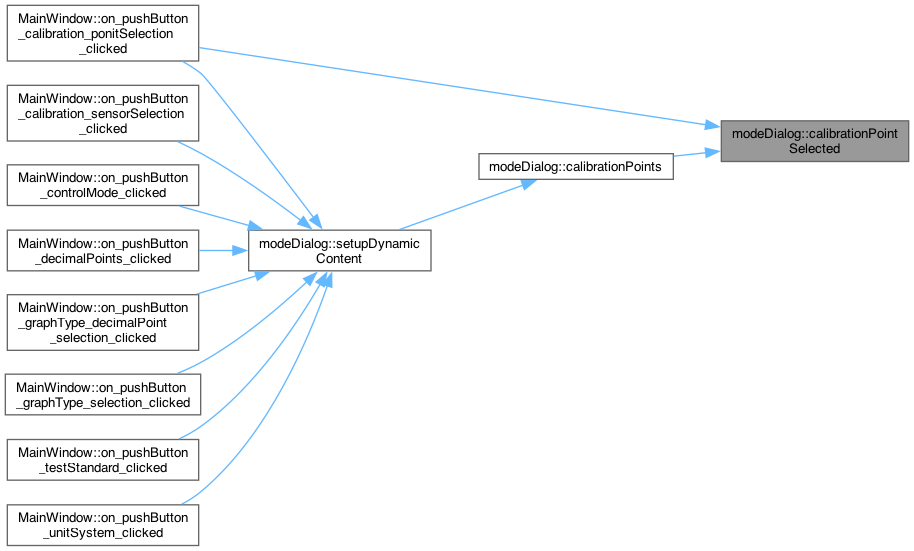 MainWindow::on_pushButton
_calibration_ponitSelection
_clicked
MainWindow::on_pushButton
_calibration_sensorSelection
_clicked
MainWindow::on_pushButton
_controlMode_clicked
MainWindow::on_pushButton
_decimalPoints_clicked
MainWindow::on_pushButton
_graphType_decimalPoint
_selection_clicked
MainWindow::on_pushButton
_graphType_selection_clicked
MainWindow::on_pushButton
_testStandard_clicked
MainWindow::on_pushButton
_unitSystem_clicked
modeDialog::setupDynamic
Content
modeDialog::calibrationPoints
modeDialog::calibrationPoint
Selected